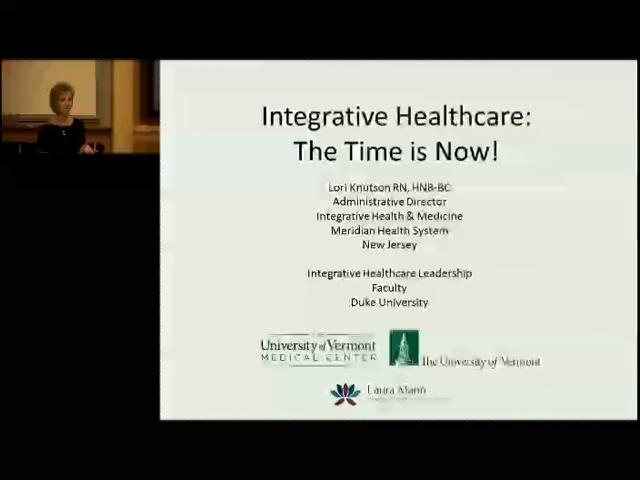 Integrative Healthcare:
The Time is Now!
Lori Knutson RN, HNB-BC
Administrative Director
Integrative Health & Medicine
Meridian Health System
New Jersey
Integrative Healthcare Leadership
Faculty
Duke University
University of Vermont
MEDICAL CENTER
The University of Vermont
Laura Mann